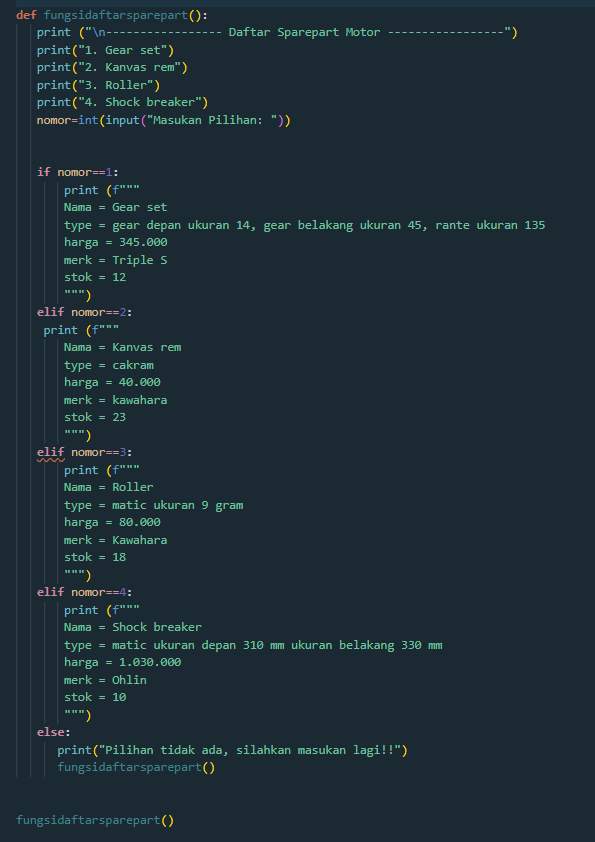 def fungsidaftarsparepart():
print ("\n----------------- Daftar Sparepart Motor -----------------")
print("1. Gear set")
print("2. Kanvas rem")
print("3. Roller")
print("4. Shock breaker")
nomor=int(input("Masukan Pilihan: "))
if nomor==1:
print (f"""
Nama = Gear set
type = gear depan ukuran 14, gear belakang ukuran 45, rante ukuran 135
harga = 345.000
merk = Triple S
stok = 12
""")
elif nomor==2:
print (f"""
Nama = Kanvas rem
type = cakram
harga = 40.000
merk = kawahara
stok = 23
""")
elif nomor==3:
print (f"""
Nama = Roller
type = matic ukuran 9 gram
harga = 80.000
merk = Kawahara
stok = 18
""")
elif nomor==4:
print (f"""
Nama = Shock breaker
type = matic ukuran depan 310 mm ukuran belakang 330 mm
harga = 1.030.000
merk = Ohlin
stok = 10
""")
else:
print("Pilihan tidak ada, silahkan masukan lagi!!")
fungsidaftarsparepart()
fungsidaftarsparepart()